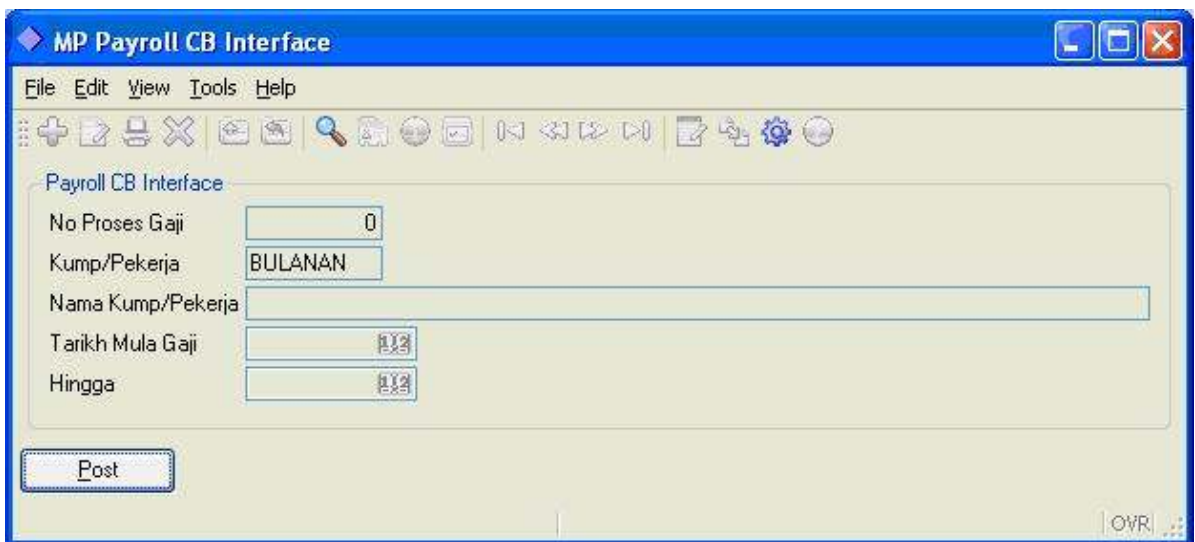 MP Payroll CB Interface
File Edit View Tools Help
Payroll CB Interface
No Proses Gaji 0
Kump/Pekerja BULANAN
Nama Kump/Pekerja
Tarikh Mula Gaji
Hingga
Post
OVR